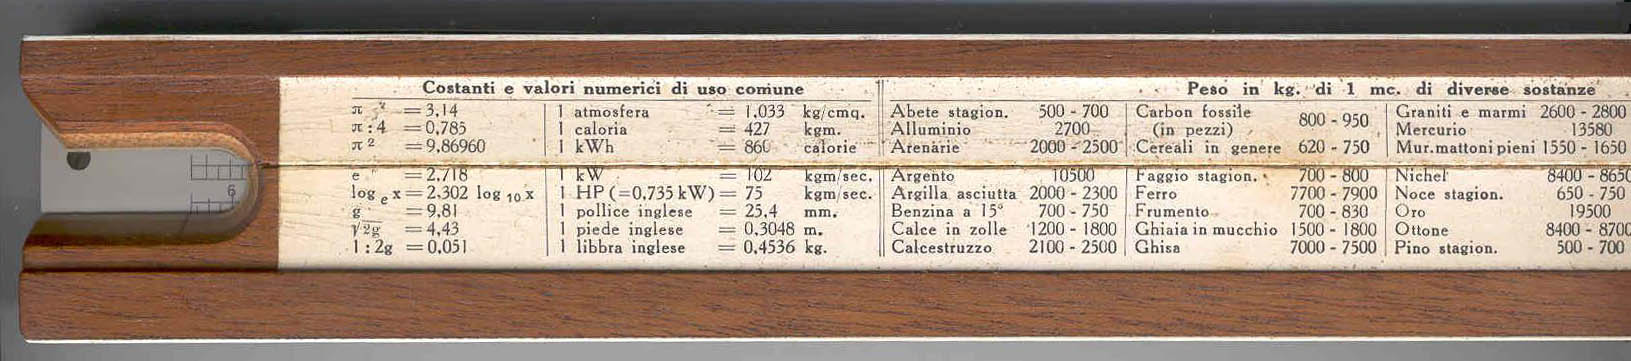 Costanti e valori numerici di uso comune
π = 3,14
π : 4 = 0,785
π² = 9,86960
e = 2,718
log e x = 2,302 log 10 x
g = 9,81
√2g = 4,43
1 : 2g = 0,051
1 atmosfera = 1,033 kg/cmq.
1 caloria = 427 kgm.
1 kWh = 860 calorie
1 kW = 102 kgm/sec.
1 HP (=0,735 kW) = 75 kgm/sec.
1 pollice inglese = 25,4 mm.
1 piede inglese = 0,3048 m.
1 libbra inglese = 0,4536 kg.
Peso in kg. di 1 mc. di diverse sostanze
Abete stagion. 500 - 700
Alluminio 2700
Arenarie 2000 - 2500
Argento 10500
Argilla asciutta 2000 - 2300
Benzina a 15° 700 - 750
Calce in zolle 1200 - 1800
Calcestruzzo 2100 - 2500
Carbon fossile
(in pezzi) 800 - 950
Cereali in genere 620 - 750
Faggio stagion. 700 - 800
Ferro 7700 - 7900
Frumento 700 - 830
Ghiaia in mucchio 1500 - 1800
Ghisa 7000 - 7500
Graniti e marmi 2600 - 2800
Mercurio 13580
Mur. mattoni pieni 1550 - 1650
Nichel 8400 - 8650
Noce stagion. 650 - 750
Oro 19500
Ottone 8400 - 8700
Pino stagion. 500 - 700
6